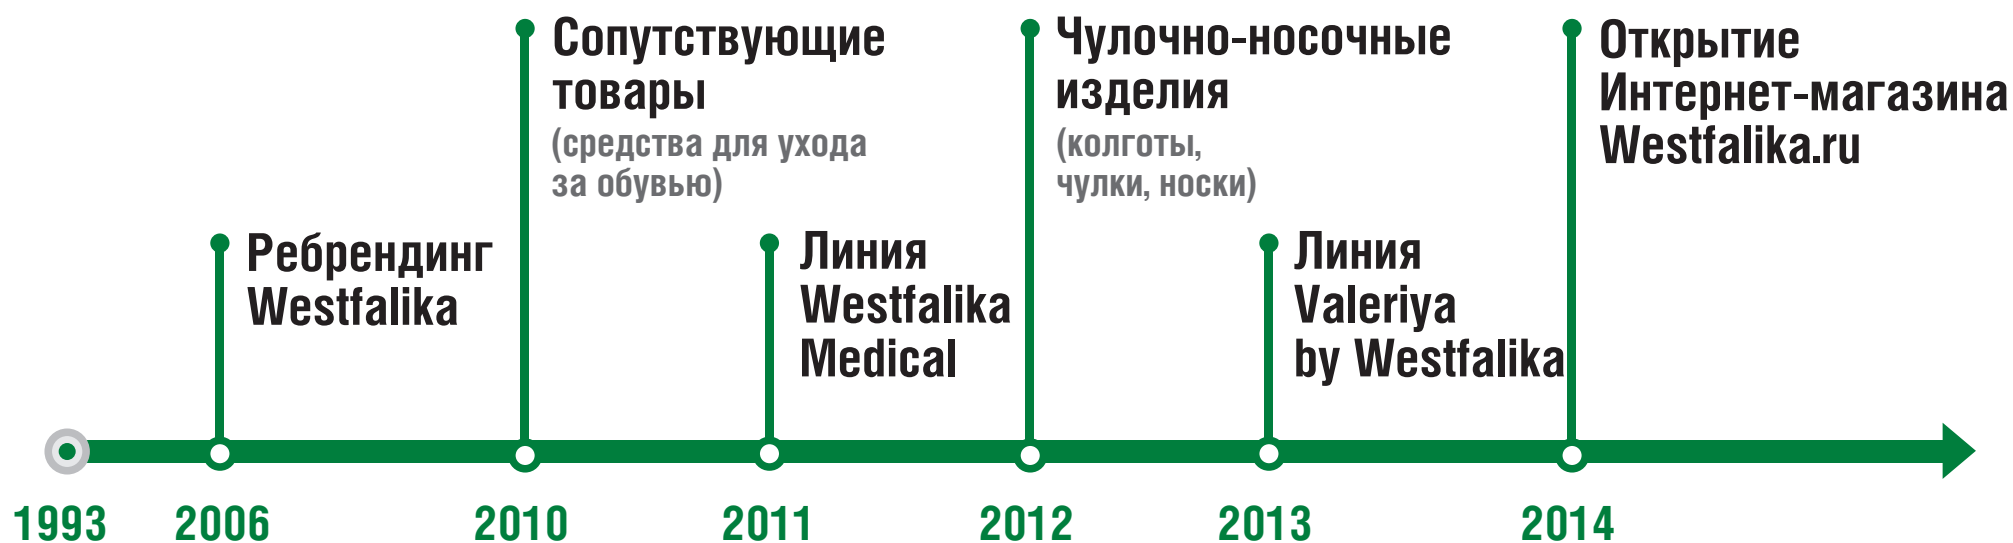 Сопутствующие
товары
(средства для ухода
за обувью)
Чулочно-носочные
изделия
(колготы,
чулки, носки)
Открытие
Интернет-магазина
Westfalika.ru
Ребрендинг
Westfalika
Линия
Westfalika
Medical
Линия
Valeriya
by Westfalika
1993
2006
2010
2011
2012
2013
2014